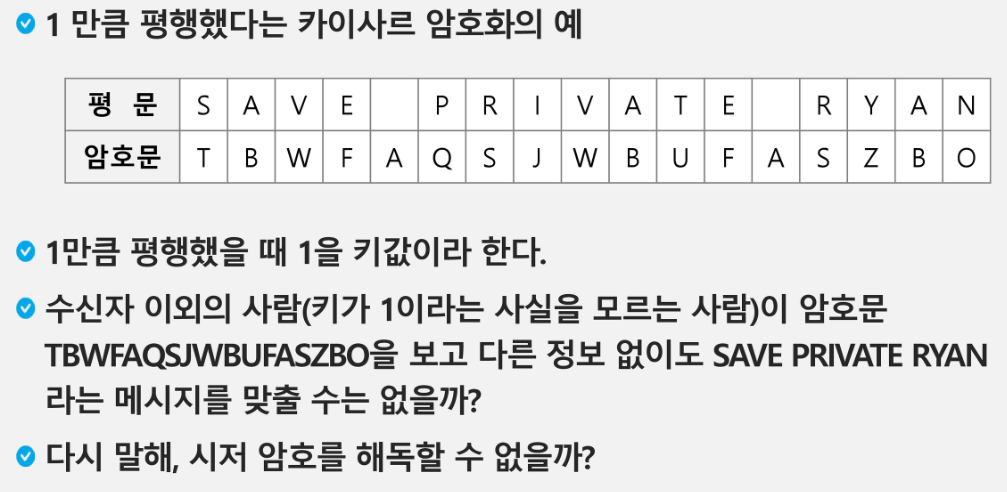 1 만큼 평행했다는 카이사르 암호화의 예
평 문 S A V E P R I V A T E R Y A N
암호문 T B W F A Q S J W B U F A S Z B O
1만큼 평행했을 때 1을 키값이라 한다.
수신자 이외의 사람(키가 1이라는 사실을 모르는 사람)이 암호문
TBWFAQSJWBUFASZBO을 보고 다른 정보 없이도 SAVE PRIVATE RYAN
라는 메시지를 맞출 수는 없을까?
다시 말해, 시저 암호를 해독할 수 없을까?